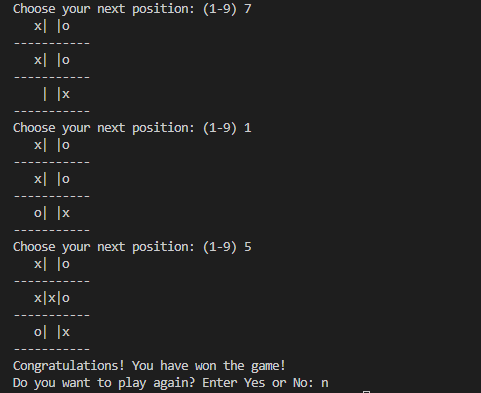 Choose your next position: (1-9) 7
   x| |o
-----------
   x| |o
-----------
    | |x
-----------
Choose your next position: (1-9) 1
   x| |o
-----------
   x| |o
-----------
   o| |x
-----------
Choose your next position: (1-9) 5
   x| |o
-----------
   x|x|o
-----------
   o| |x
-----------
Congratulations! You have won the game!
Do you want to play again? Enter Yes or No: n